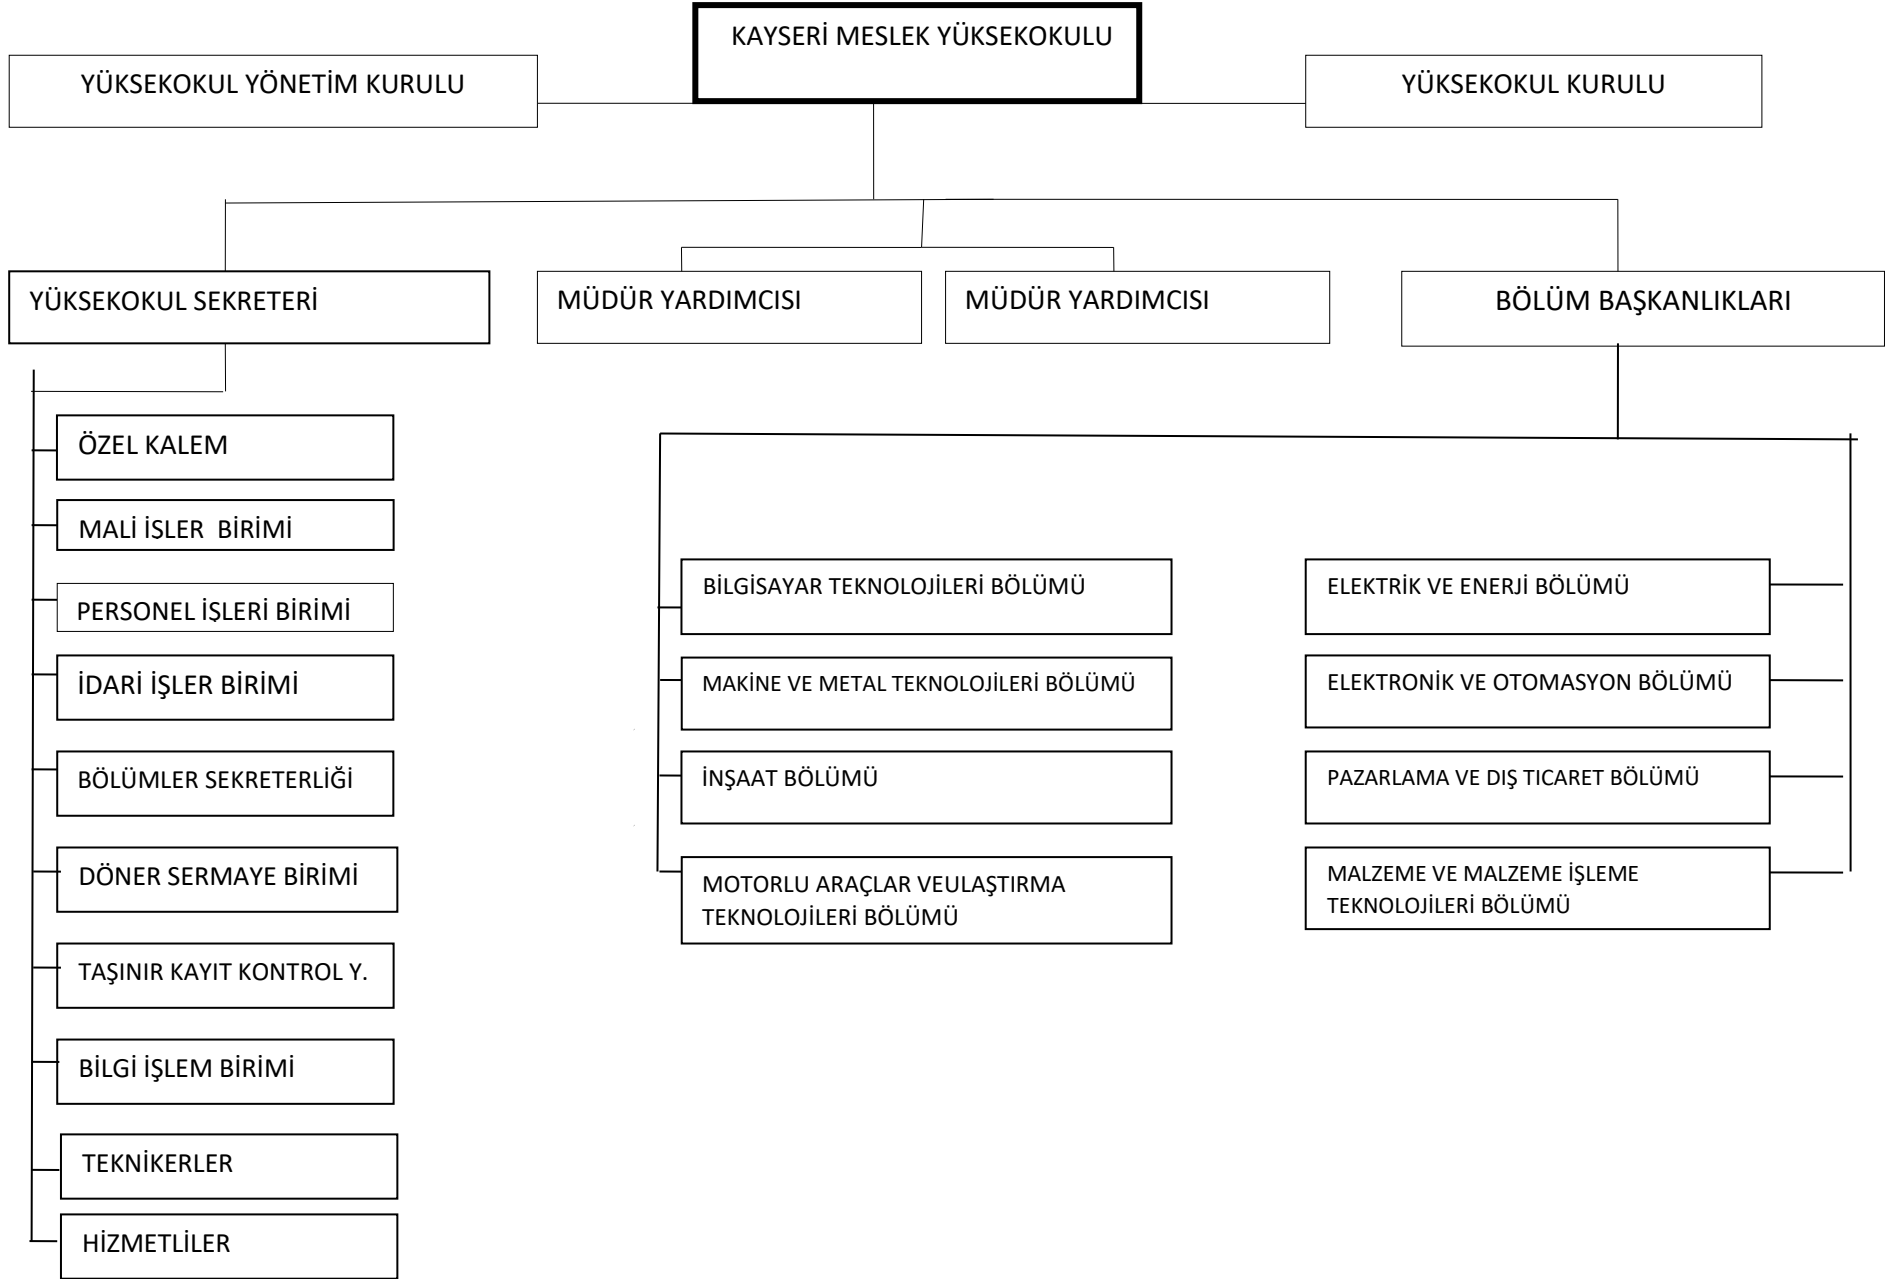 KAYSERİ MESLEK YÜKSEKOKULU
YÜKSEKOKUL YÖNETİM KURULU
YÜKSEKOKUL KURULU
YÜKSEKOKUL SEKRETERİ
MÜDÜR YARDIMCISI
MÜDÜR YARDIMCISI
BÖLÜM BAŞKANLIKLARI
ÖZEL KALEM
MALİ İŞLER  BİRİMİ
PERSONEL İŞLERİ BİRİMİ
İDARİ İŞLER BİRİMİ
BÖLÜMLER SEKRETERLİĞİ
DÖNER SERMAYE BİRİMİ
TAŞINIR KAYIT KONTROL Y.
BİLGİ İŞLEM BİRİMİ
TEKNİKERLER
HİZMETLİLER
BİLGİSAYAR TEKNOLOJİLERİ BÖLÜMÜ
MAKİNE VE METAL TEKNOLOJİLERİ BÖLÜMÜ
İNŞAAT BÖLÜMÜ
MOTORLU ARAÇLAR VEULAŞTIRMA
TEKNOLOJİLERİ BÖLÜMÜ
ELEKTRİK VE ENERJİ BÖLÜMÜ
ELEKTRONİK VE OTOMASYON BÖLÜMÜ
PAZARLAMA VE DIŞ TICARET BÖLÜMÜ
MALZEME VE MALZEME İŞLEME
TEKNOLOJİLERİ BÖLÜMÜ